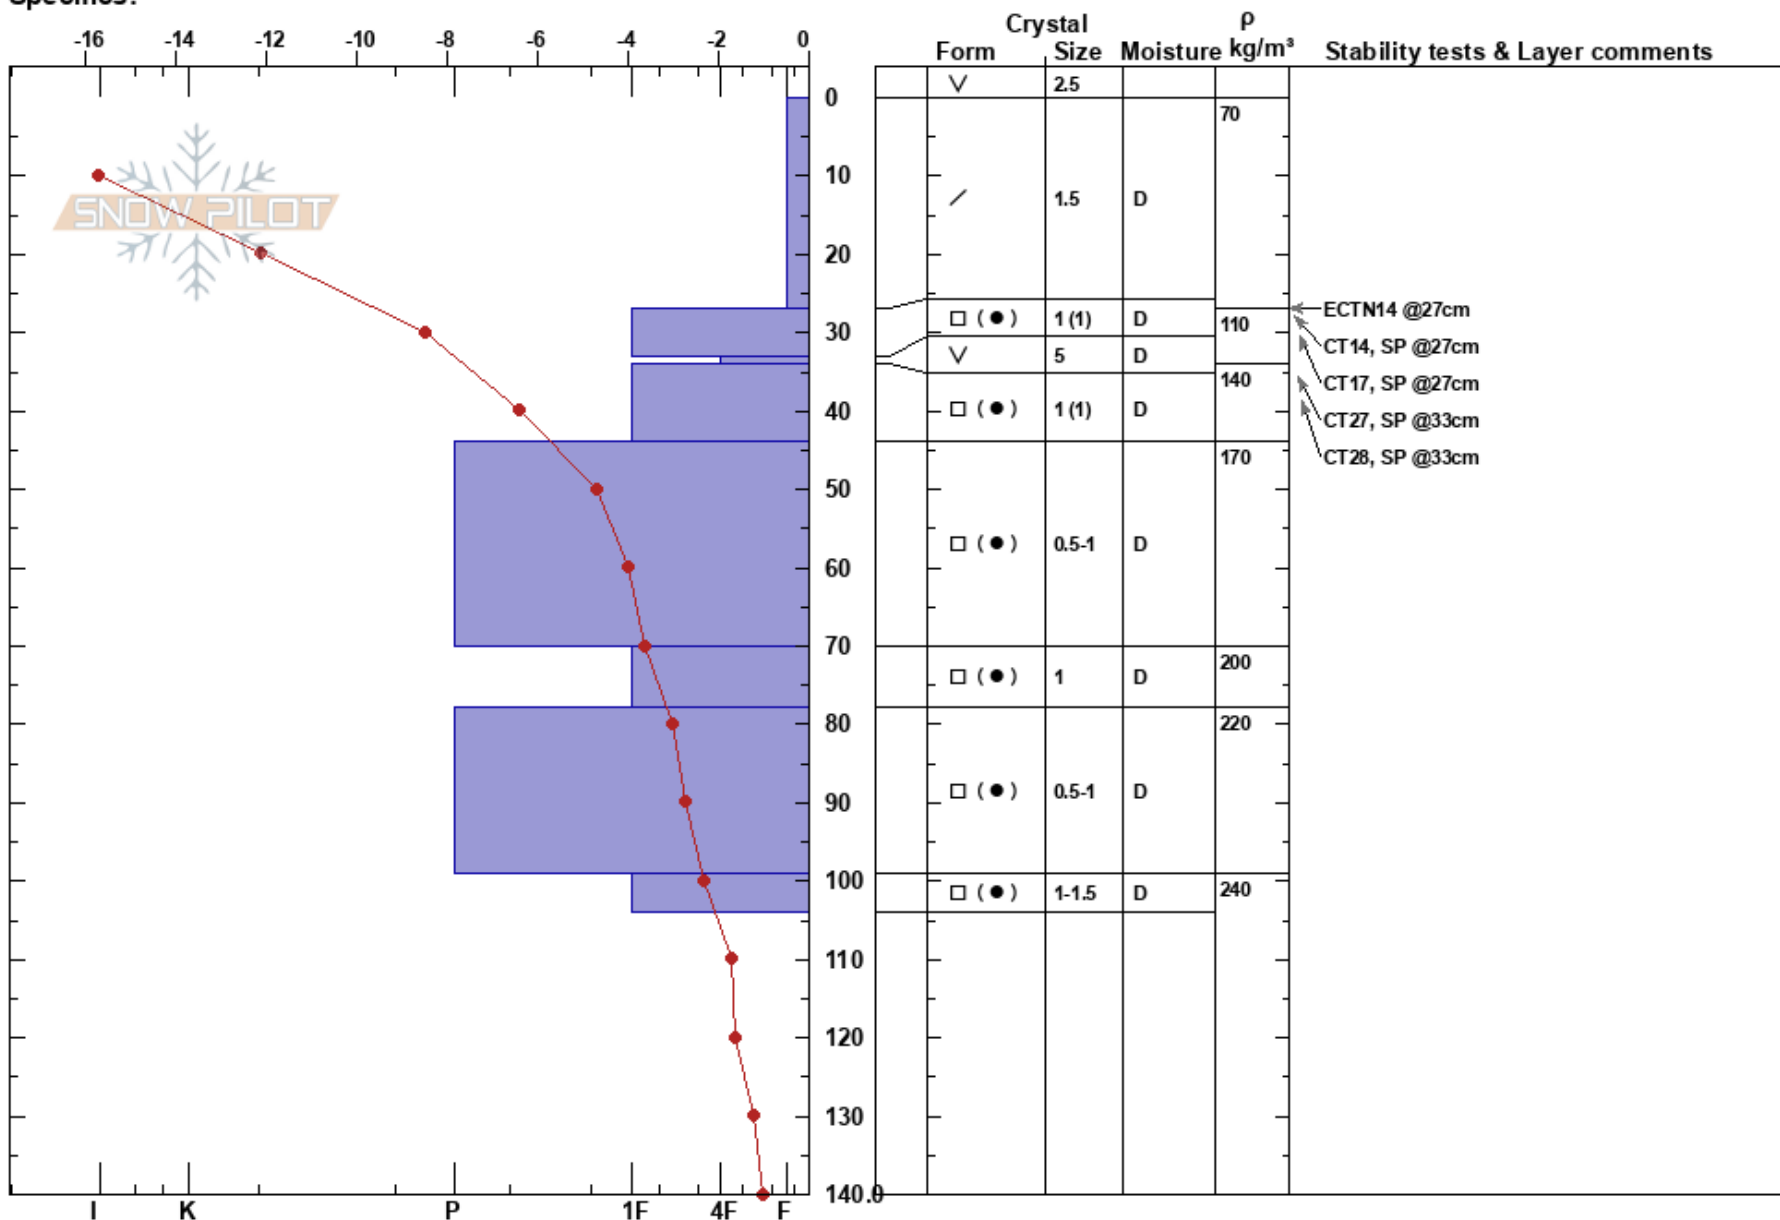 Crystal
ρ
-16 -14 -12 -10 -8 -6 -4 -2 0
Form Size Moisture kg/m³ Stability tests & Layer comments
2.5
0
70
10
SNOW PILOT
1.5 D
20
ECTN14 @27cm
30
1 (1) D
110
CT14, SP @27cm
5 D
140
CT17, SP @27cm
40
1 (1) D
CT27, SP @33cm
170
CT28, SP @33cm
50
0.5-1 D
60
70
200
1 D
80
220
90
0.5-1 D
100
1-1.5 D
240
110
120
130
140.0
I K P 1F 4F F